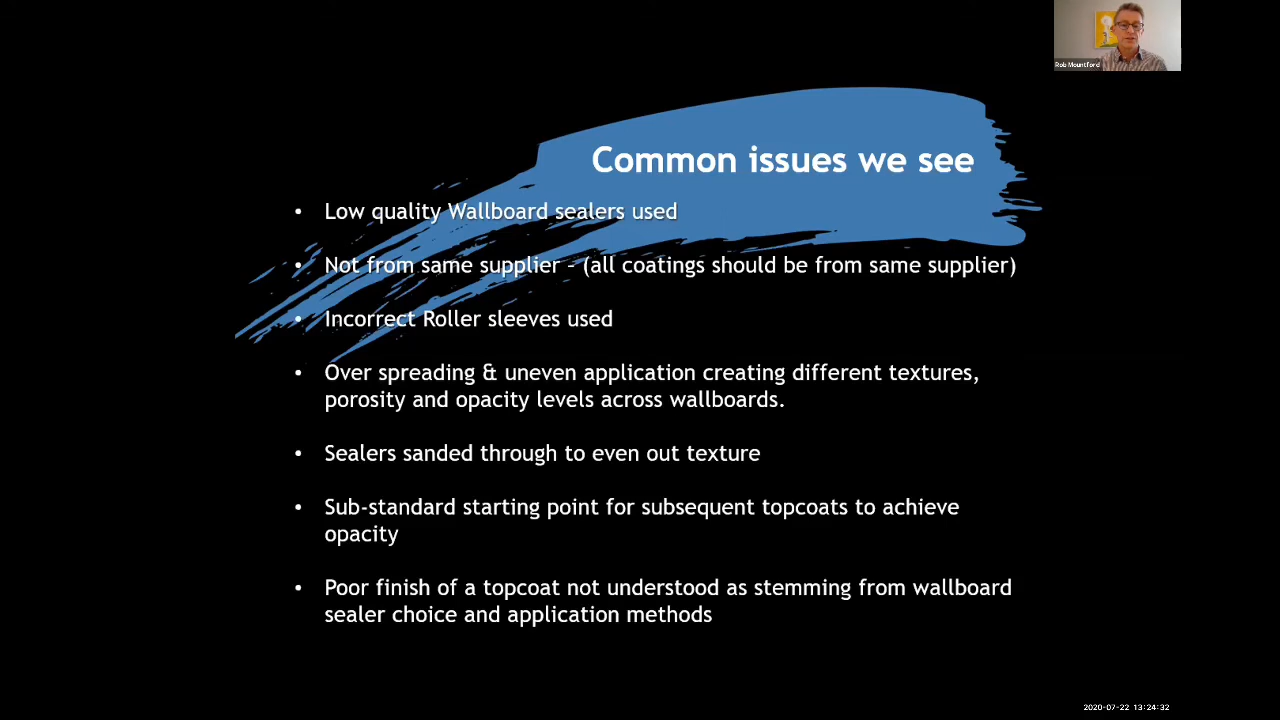 Rob Mountford
Common issues we see
• Low quality Wallboard sealers used
• Not from same supplier – (all coatings should be from same supplier)
• Incorrect Roller sleeves used
• Over spreading & uneven application creating different textures,
porosity and opacity levels across wallboards.
• Sealers sanded through to even out texture
• Sub-standard starting point for subsequent topcoats to achieve
opacity
• Poor finish of a topcoat not understood as stemming from wallboard
sealer choice and application methods
2020-07-22 13:24:32